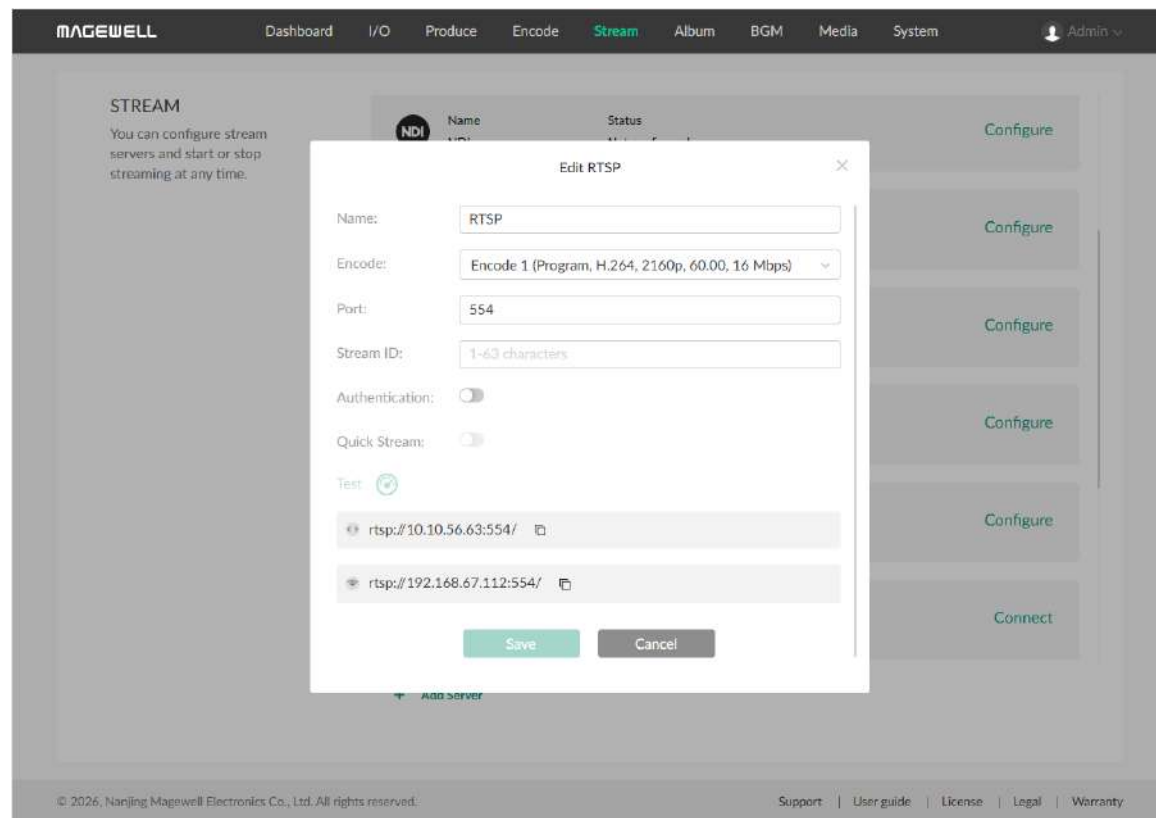 MAGEWELL
Dashboard I/O Produce Encode Stream Album BGM Media System Admin
STREAM
You can configure stream
servers and start or stop
streaming at any time.
NDI
Name
Status
Configure
Edit RTSP
Name: RTSP
Configure
Encode: Encode 1 (Program, H.264, 2160p, 60.00, 16 Mbps)
Port: 554
Configure
Stream ID: 1-63 characters
Authentication:
Configure
Quick Stream:
Test
Configure
rtsp://10.10.56.63:554/
rtsp://192.168.67.112:554/
Connect
Save Cancel
+ Add Server
© 2026, Nanjing Magewell Electronics Co., Ltd. All rights reserved.
Support | User guide | License | Legal | Warranty